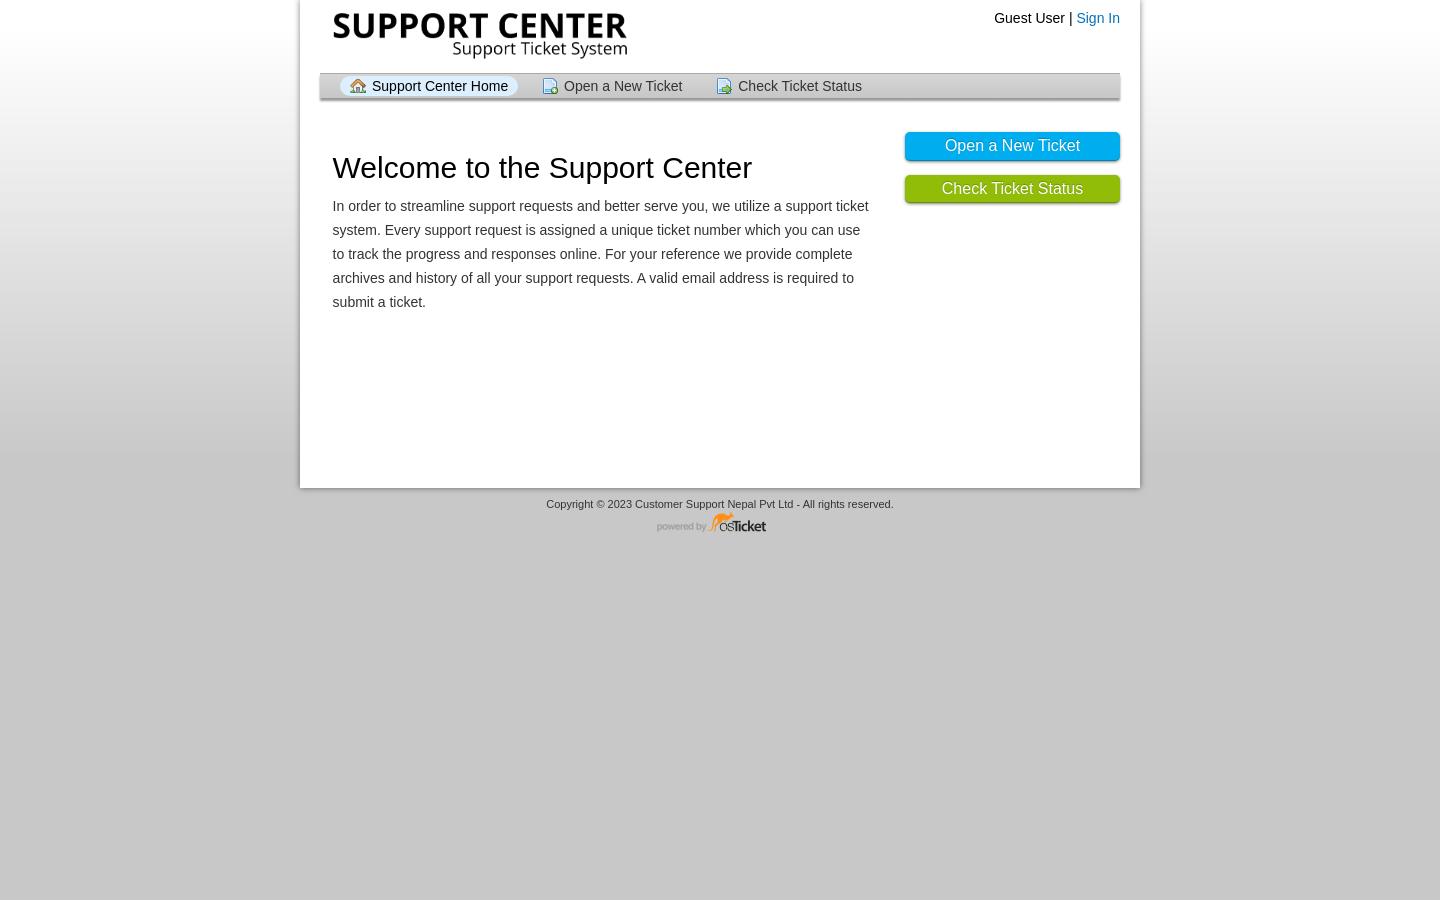 SUPPORT CENTER
Support Ticket System
Guest User | Sign In
Support Center Home
Open a New Ticket
Check Ticket Status
Open a New Ticket
Check Ticket Status
Welcome to the Support Center
In order to streamline support requests and better serve you, we utilize a support ticket
system. Every support request is assigned a unique ticket number which you can use
to track the progress and responses online. For your reference we provide complete
archives and history of all your support requests. A valid email address is required to
submit a ticket.
Copyright © 2023 Customer Support Nepal Pvt Ltd - All rights reserved.
powered by osTicket